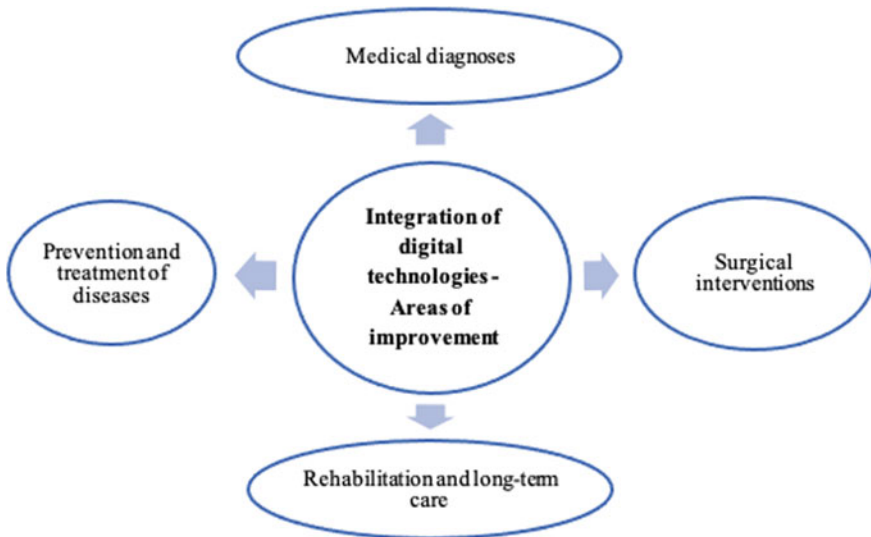 Medical diagnoses
Integration of
digital
technologies -
Areas of
improvement
Prevention and
treatment of
diseases
Surgical
interventions
Rehabilitation and long-term
care